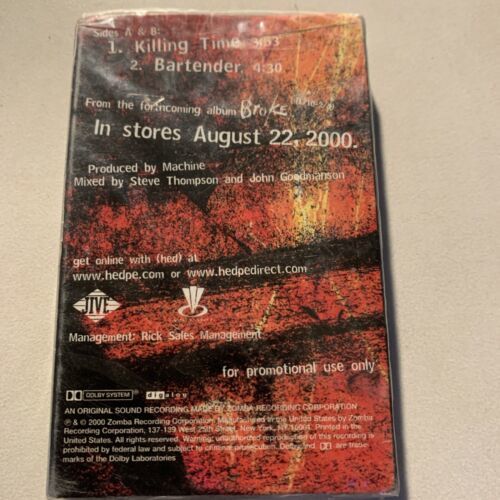 Sides A & B:
1. Killing Time 3:53
2. Bartender 4:30
From the forthcoming album BROKE
In stores August 22, 2000.
Produced by Machine
Mixed by Steve Thompson and John Goodmanson
get online with (hed) at
www.hedpe.com or www.hedpedirect.com
JIVE
Management: Rick Sales Management
for promotional use only
DOLBY SYSTEM digalog
AN ORIGINAL SOUND RECORDING MADE BY ZOMBA RECORDING CORPORATION
℗ & © 2000 Zomba Recording Corporation. Manufactured in the United States by Zomba
Recording Corporation, 137-139 West 25th Street, New York, NY 10001. Printed in the
United States. All rights reserved. Warning: unauthorized reproduction of this recording is
prohibited by federal law and subject to criminal prosecution. Dolby and are trade-
marks of the Dolby Laboratories